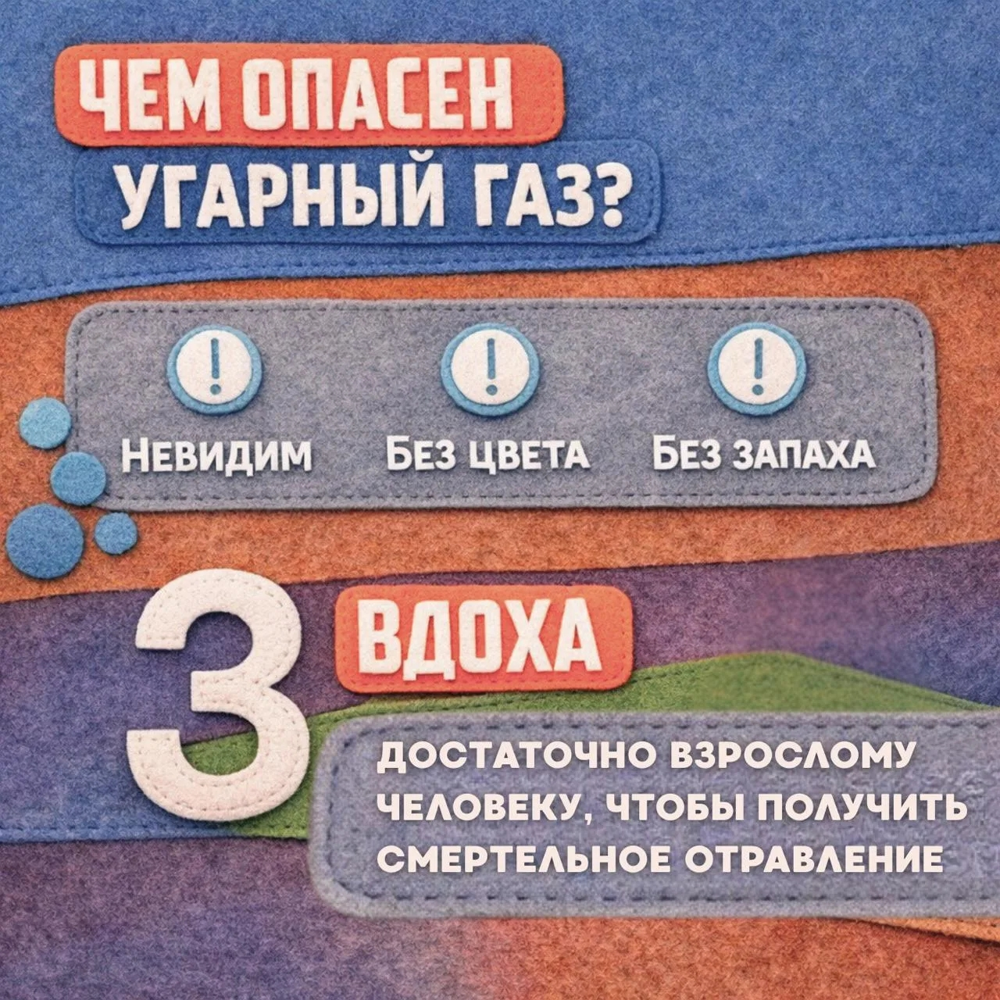 ЧЕМ ОПАСЕН
УГАРНЫЙ ГАЗ?
НЕВИДИМ
БЕЗ ЦВЕТА
БЕЗ ЗАПАХА
3
ВДОХА
ДОСТАТОЧНО ВЗРОСЛОМУ
ЧЕЛОВЕКУ, ЧТОБЫ ПОЛУЧИТЬ
СМЕРТЕЛЬНОЕ ОТРАВЛЕНИЕ